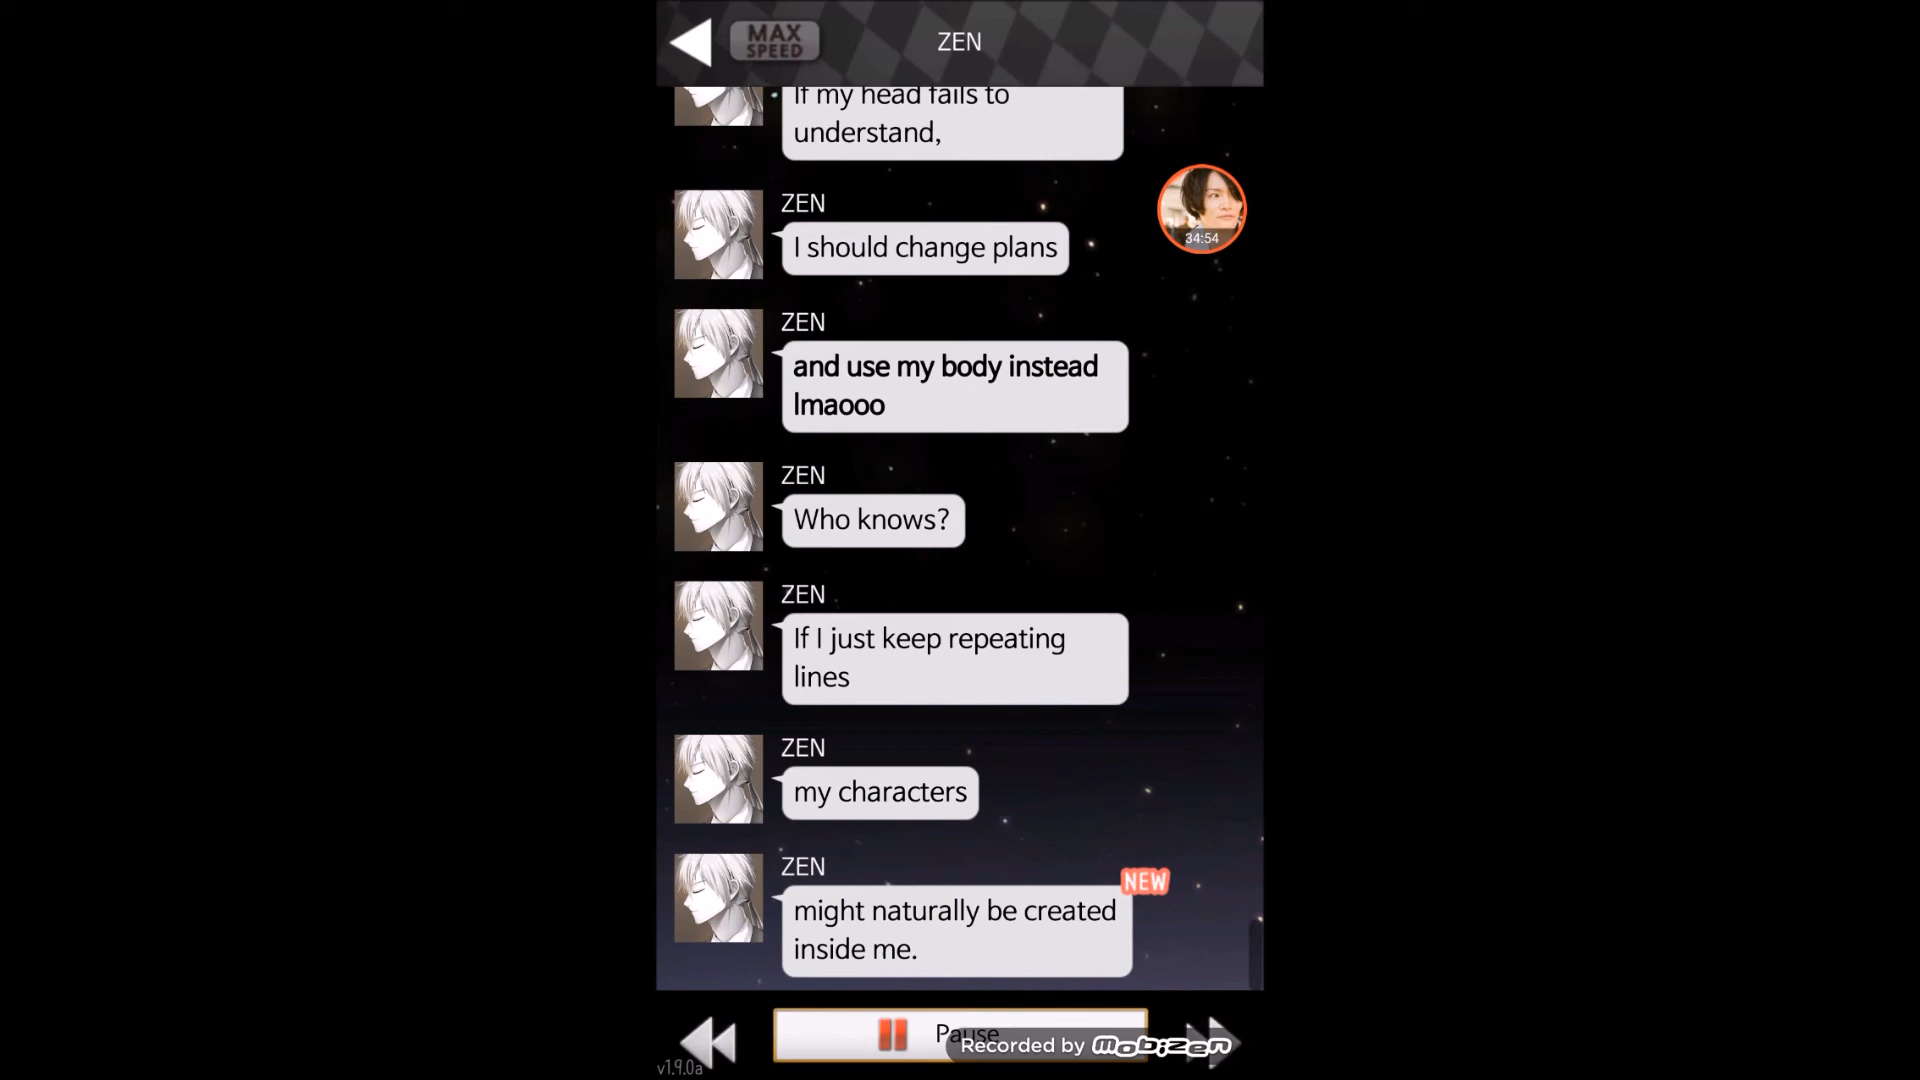 MAX
SPEED
ZEN
If my head fails to
understand,
34:54
ZEN
I should change plans
ZEN
and use my body instead
lmaooo
ZEN
Who knows?
ZEN
If I just keep repeating
lines
ZEN
my characters
ZEN
NEW
might naturally be created
inside me.
Pause
Recorded by Mobizen
v1.9.0a